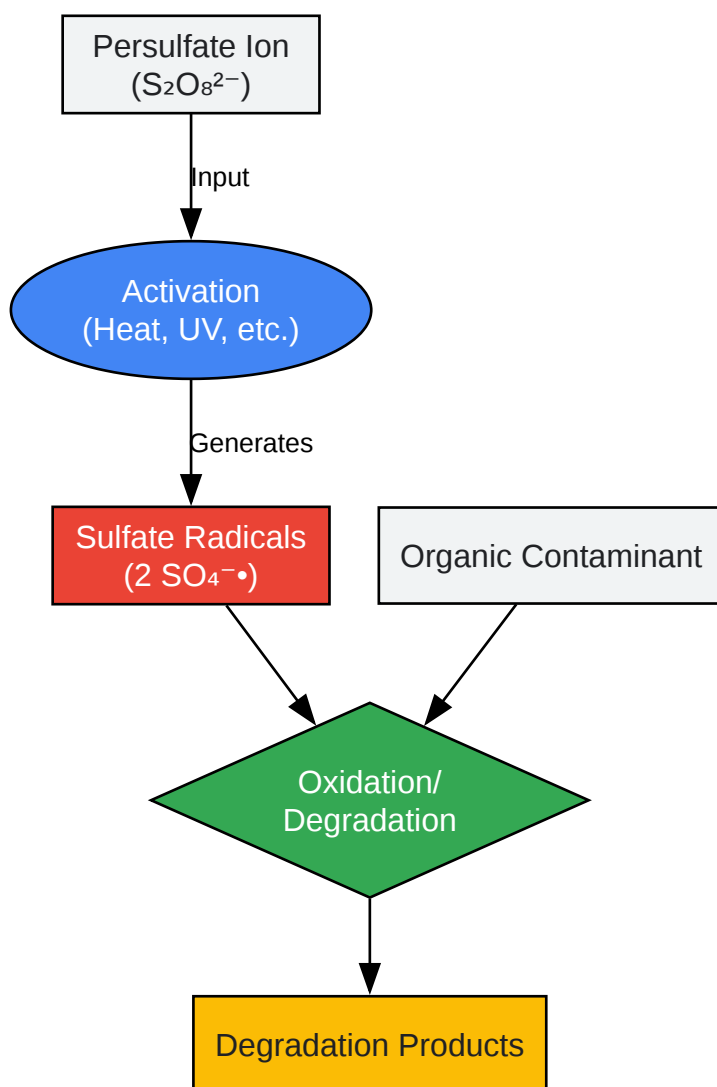 Persulfate Ion
(S₂O₈²⁻)
Input
Activation
(Heat, UV, etc.)
Generates
Sulfate Radicals
(2 SO₄⁻•)
Organic Contaminant
Oxidation/
Degradation
Degradation Products